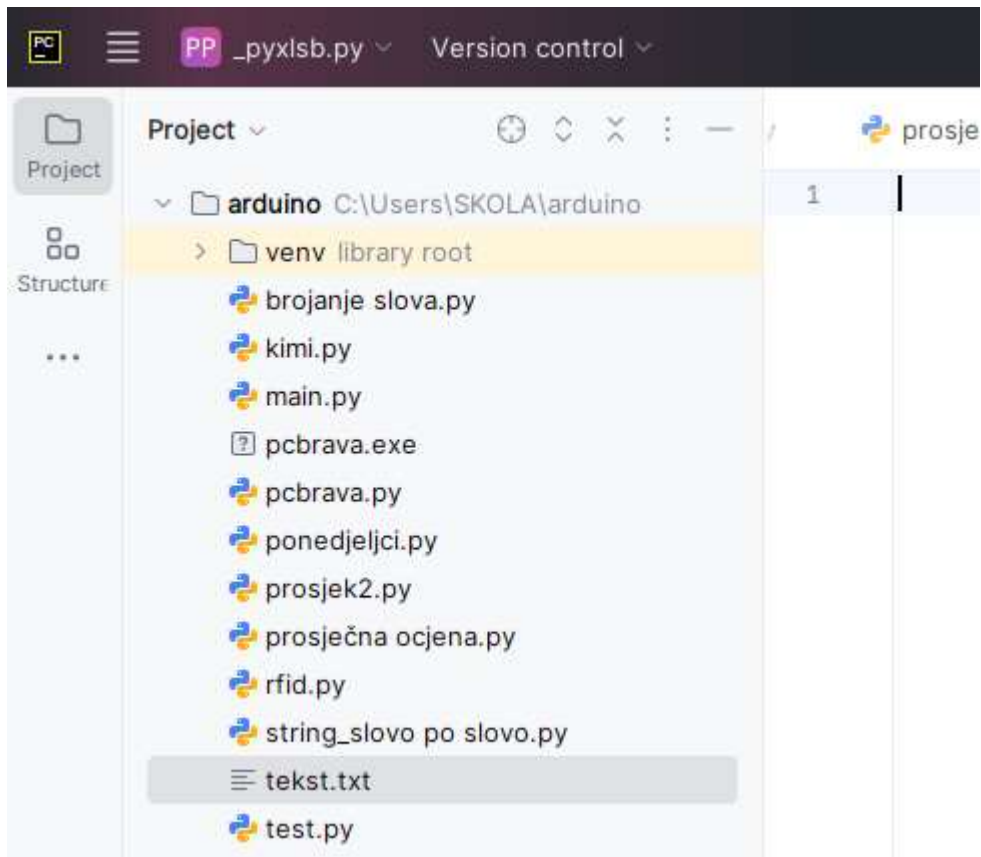 PC PP _pyxlsb.py Version control
Project
Project
Structure
arduino C:\Users\SKOLA\arduino
venv library root
brojanje slova.py
kimi.py
main.py
pcbrava.exe
pcbrava.py
ponedjeljci.py
prosjek2.py
prosječna ocjena.py
rfid.py
string_slovo po slovo.py
tekst.txt
test.py
prosje
1